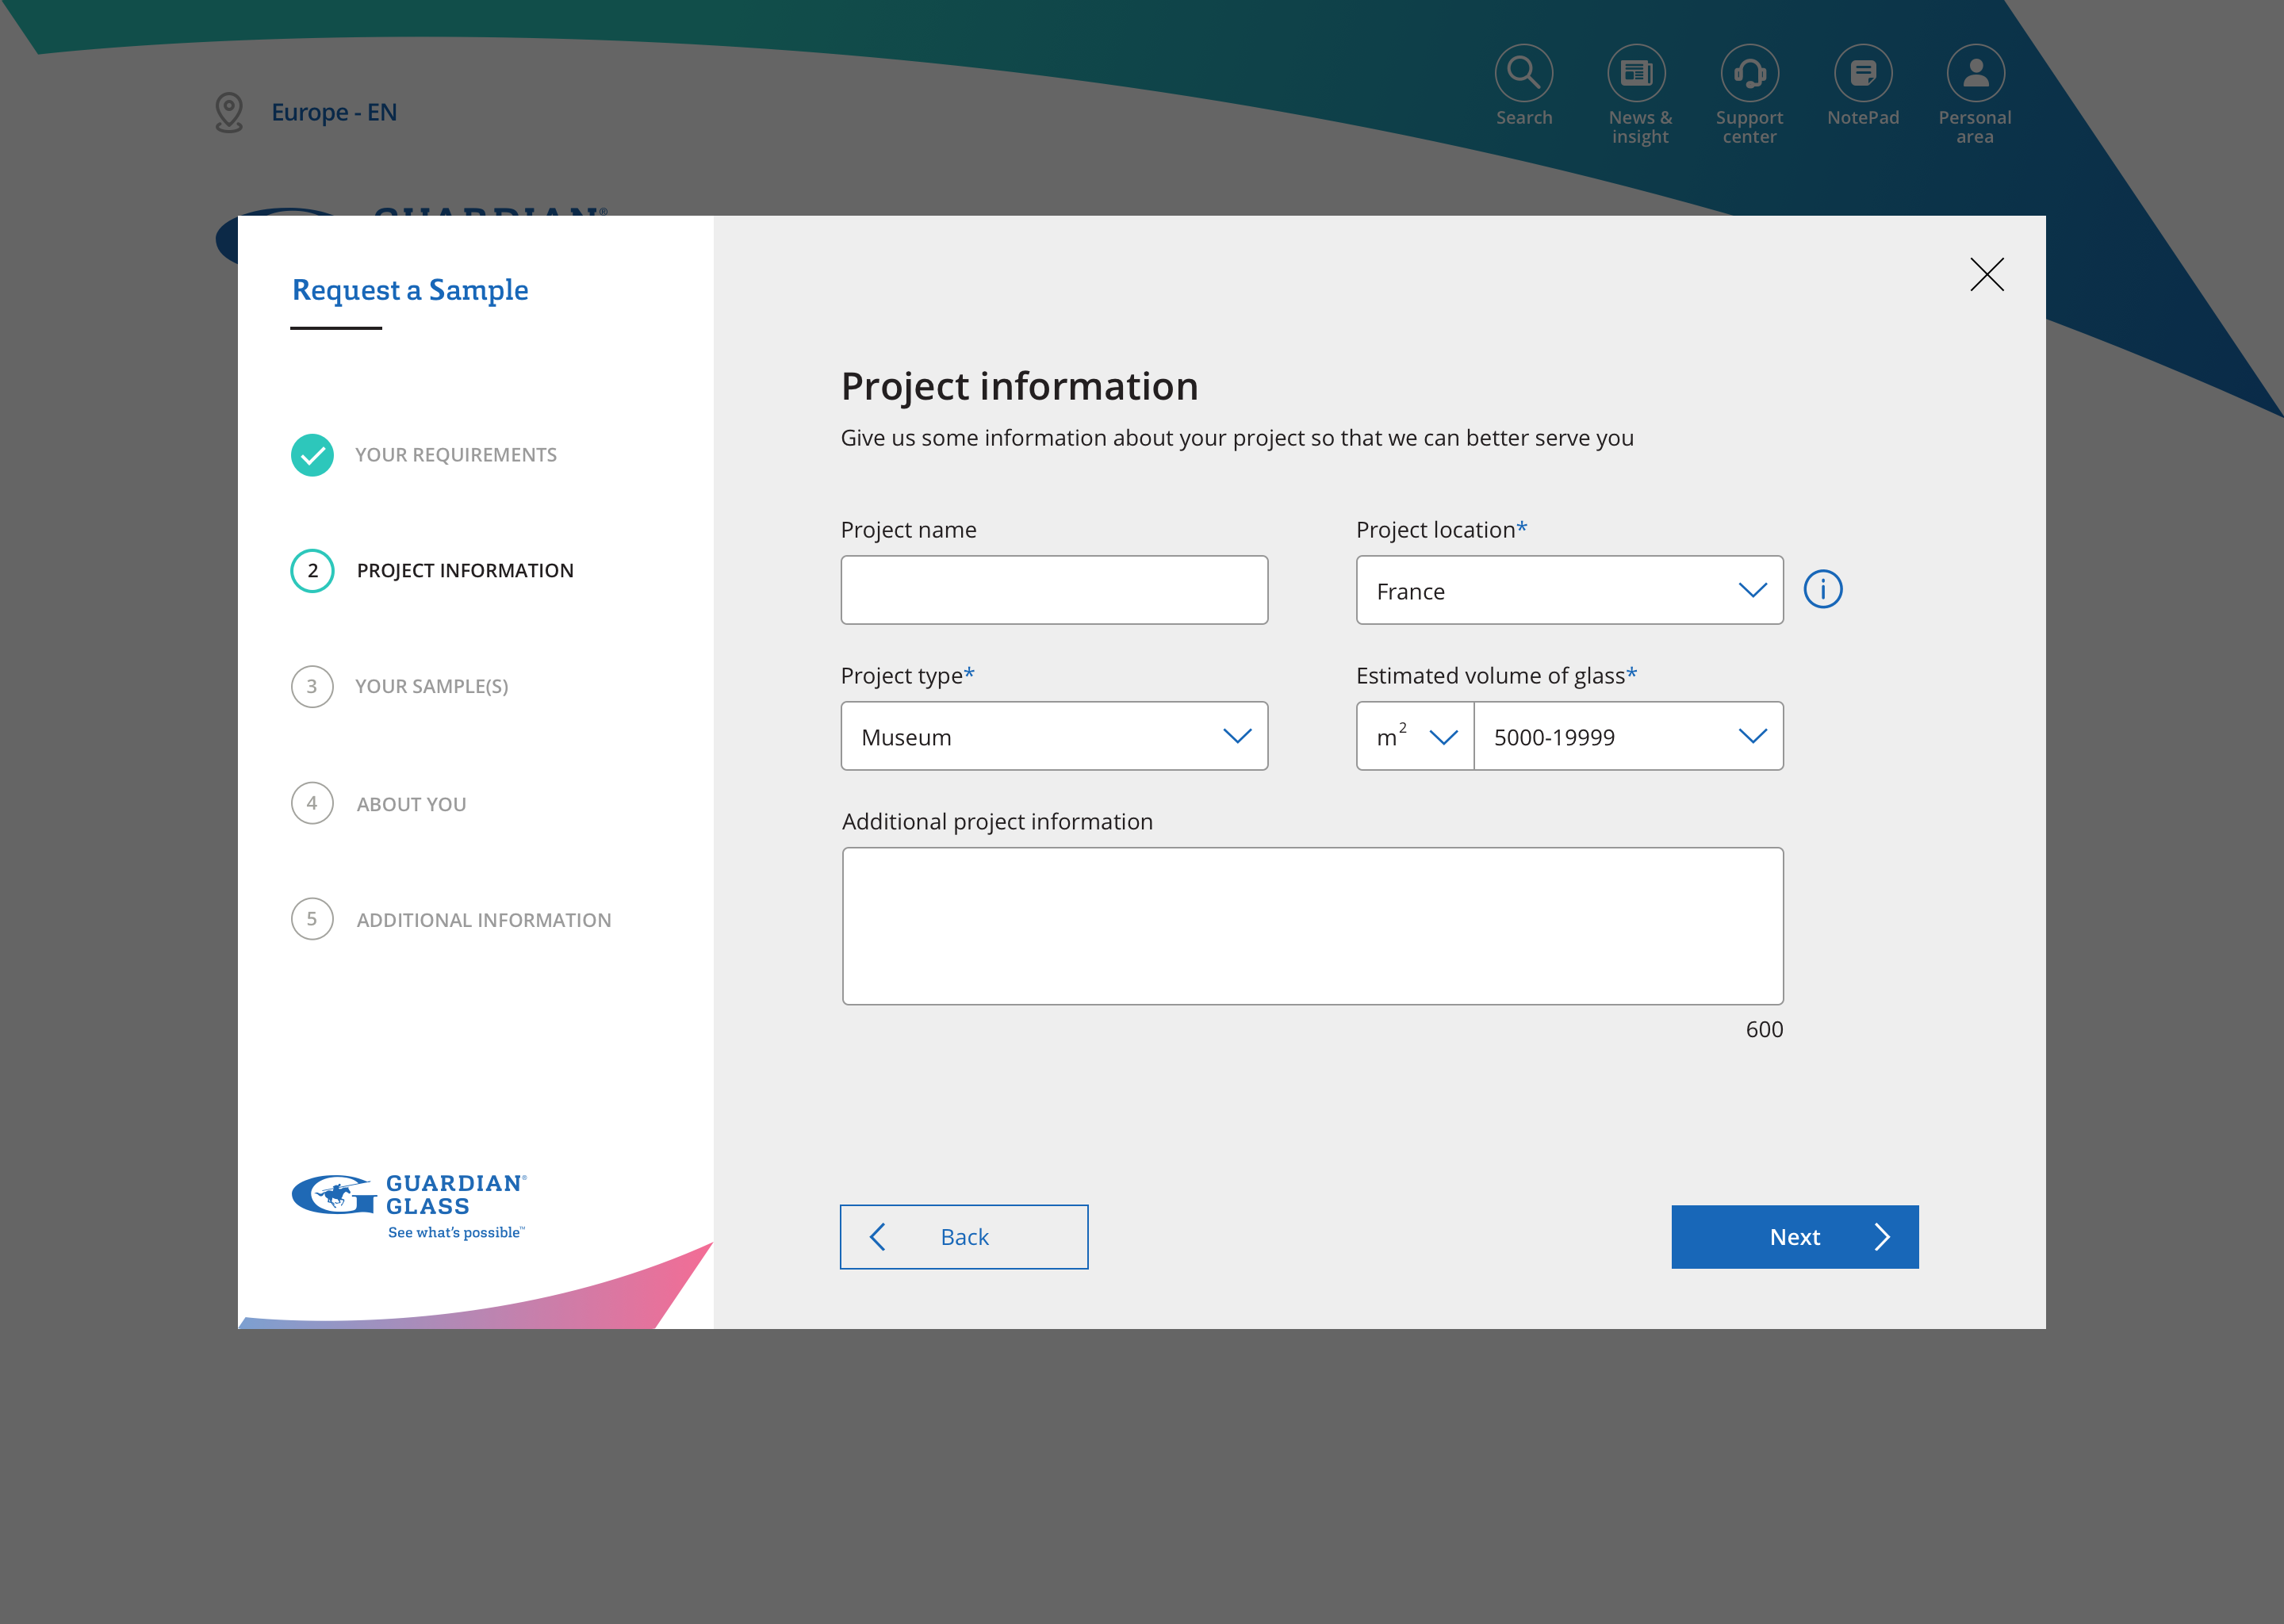 Europe - EN
Search
News &
insight
Support
center
NotePad
Personal
area
GUARDIAN®
Request a Sample
YOUR REQUIREMENTS
2 PROJECT INFORMATION
3 YOUR SAMPLE(S)
4 ABOUT YOU
5 ADDITIONAL INFORMATION
GUARDIAN®
GLASS
See what's possible™
Project information
Give us some information about your project so that we can better serve you
Project name
Project location*
France
i
Project type*
Estimated volume of glass*
Museum
m²
5000-19999
Additional project information
600
Back
Next